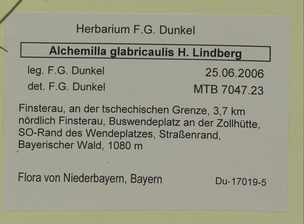 Herbarium F.G. Dunkel
Alchemilla glabricaulis H. Lindberg
leg. F.G. Dunkel 25.06.2006
det. F.G. Dunkel MTB 7047.23
Finsterau, an der tschechischen Grenze, 3,7 km
nördlich Finsterau, Buswendeplatz an der Zollhütte,
SO-Rand des Wendeplatzes, Straßenrand,
Bayerischer Wald, 1080 m
Flora von Niederbayern, Bayern Du-17019-5